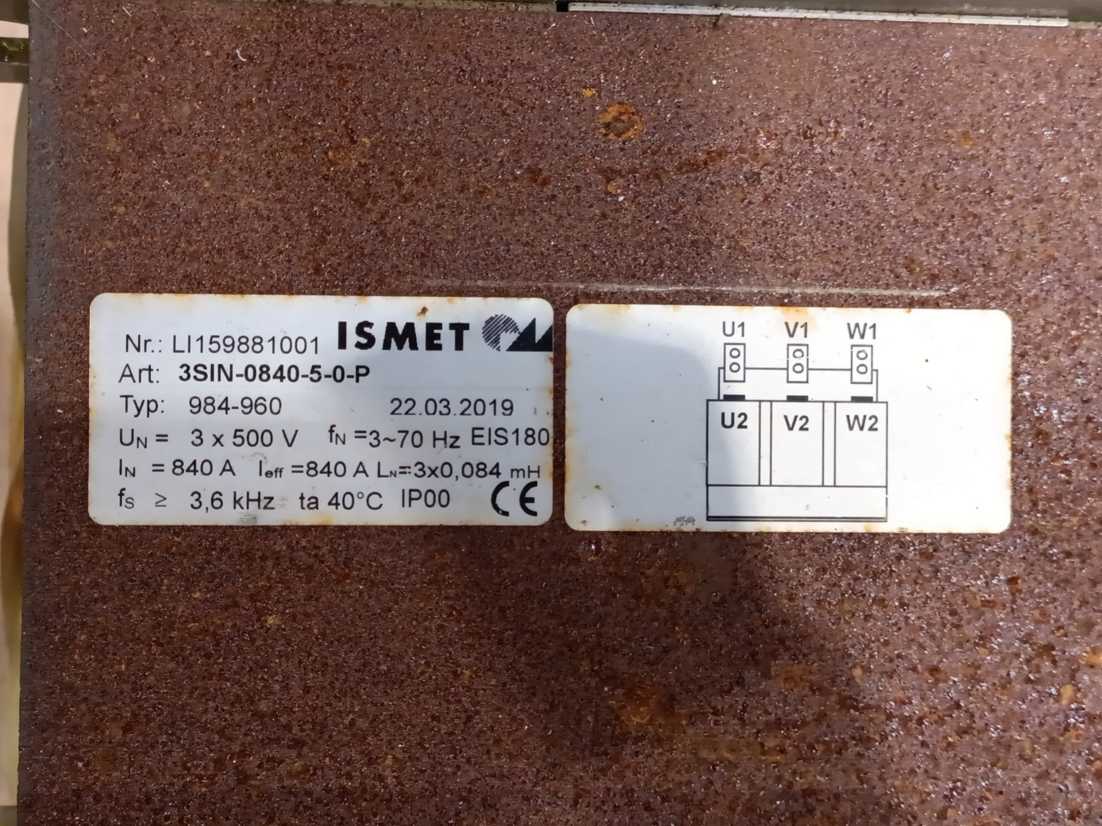 Nr.: LI159881001 ISMET
Art: 3SIN-0840-5-0-P
Typ: 984-960 22.03.2019
UN = 3 x 500 V fN =3~70 Hz EIS180
IN = 840 A Ieff =840 A LN=3x0,084 mH
fS ≥ 3,6 kHz ta 40°C IP00 CE
U1 V1 W1
U2 V2 W2